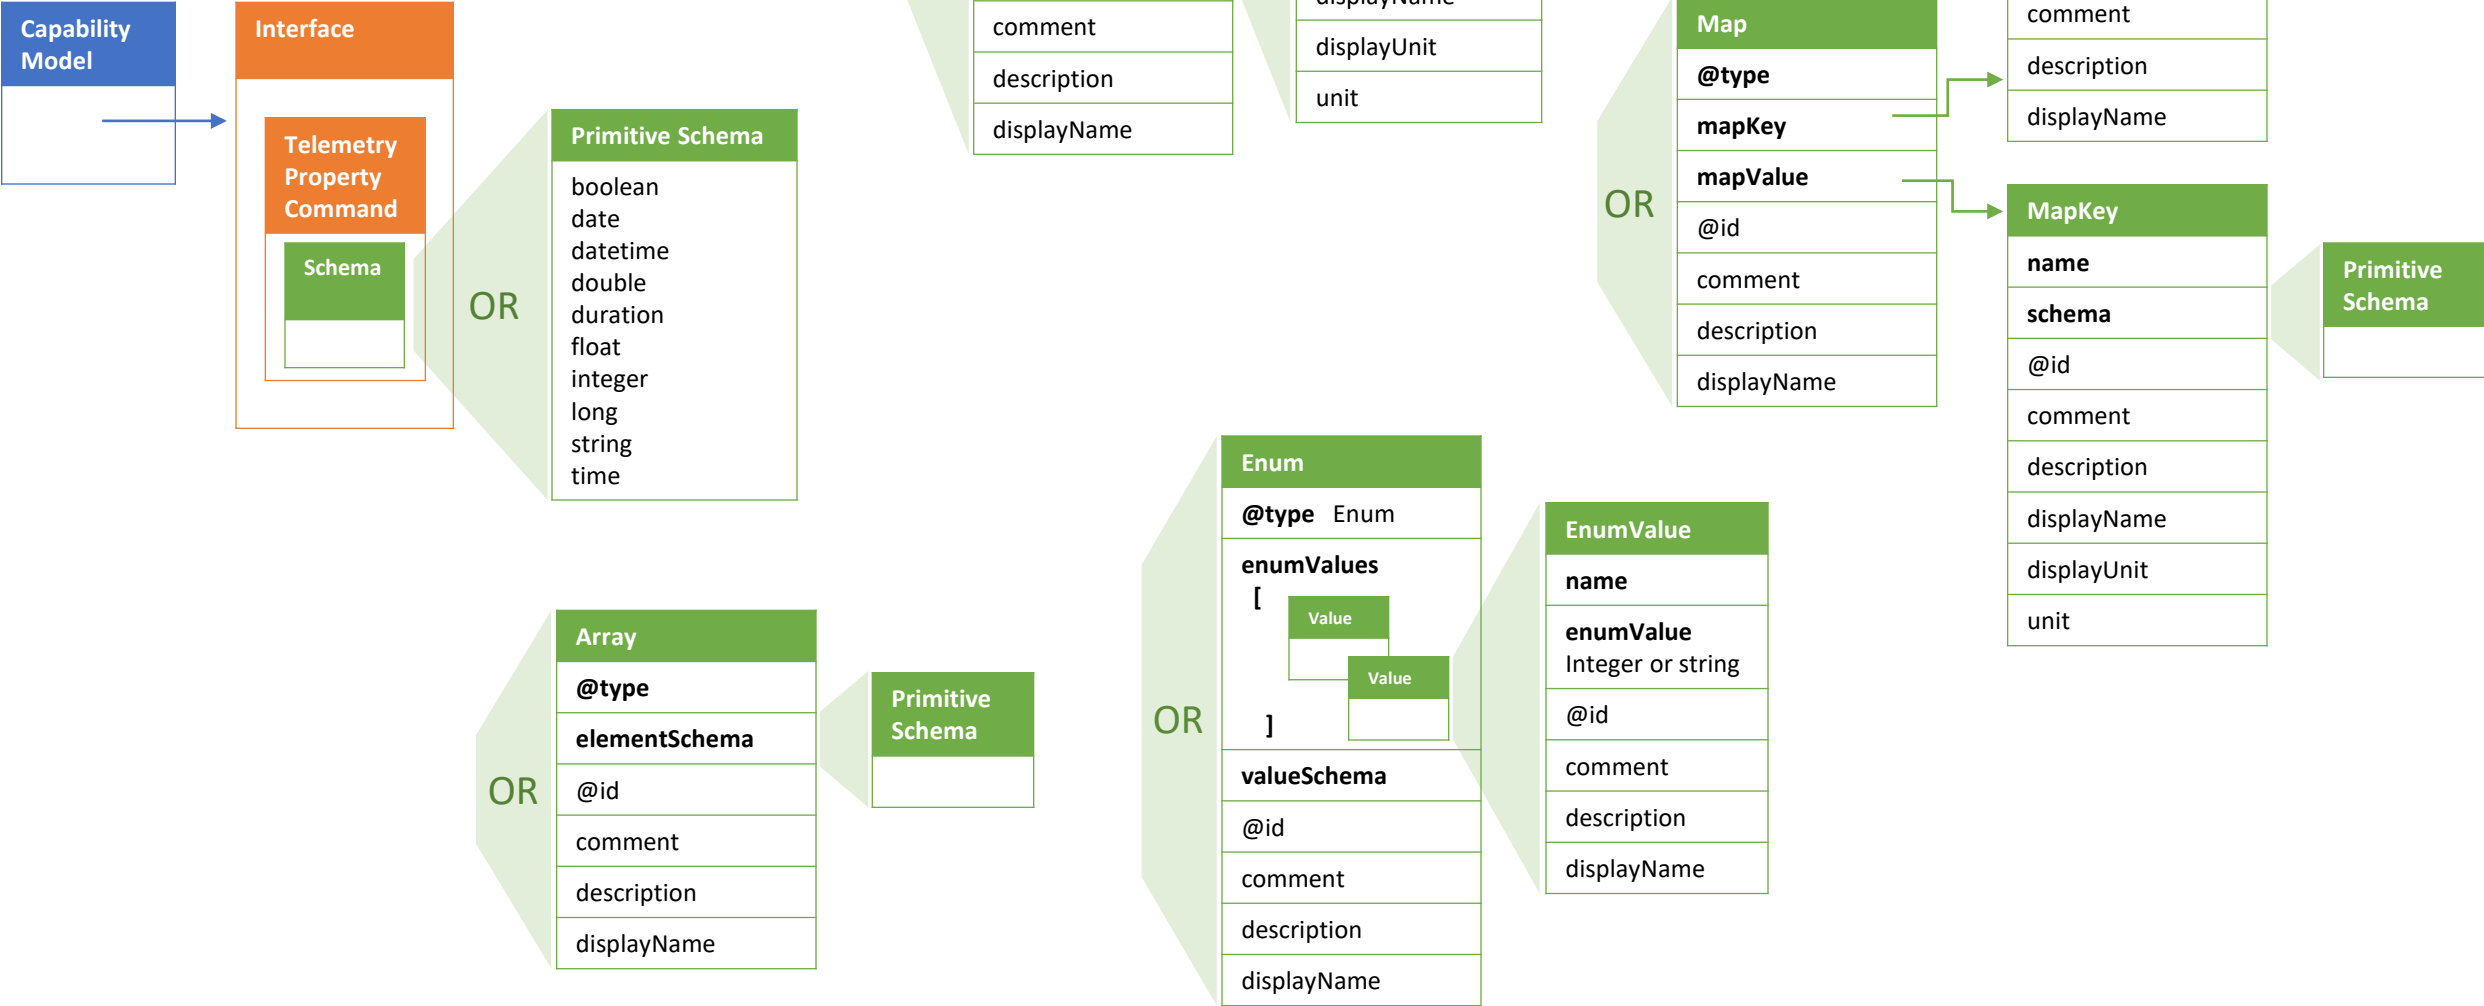 Capability
Model
Interface
Telemetry
Property
Command
Schema
OR
Primitive Schema
boolean
date
datetime
double
duration
float
integer
long
string
time
comment
description
displayName
displayName
displayUnit
unit
OR
Map
@type
mapKey
mapValue
@id
comment
description
displayName
comment
description
displayName
MapKey
name
schema
@id
comment
description
displayName
displayUnit
unit
Primitive
Schema
OR
Array
@type
elementSchema
@id
comment
description
displayName
Primitive
Schema
OR
Enum
@type Enum
enumValues
[
Value
Value
]
valueSchema
@id
comment
description
displayName
EnumValue
name
enumValue
Integer or string
@id
comment
description
displayName